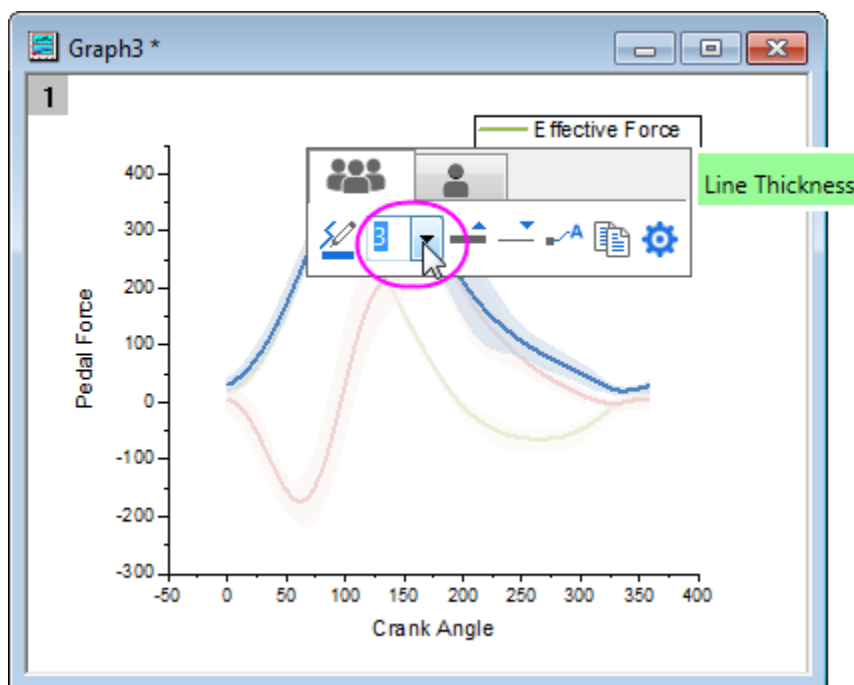 Graph3 *
1
Effective Force
Line Thickness
3
A
400
300
200
100
0
-100
-200
-300
-50 0 50 100 150 200 250 300 350 400
Pedal Force
Crank Angle